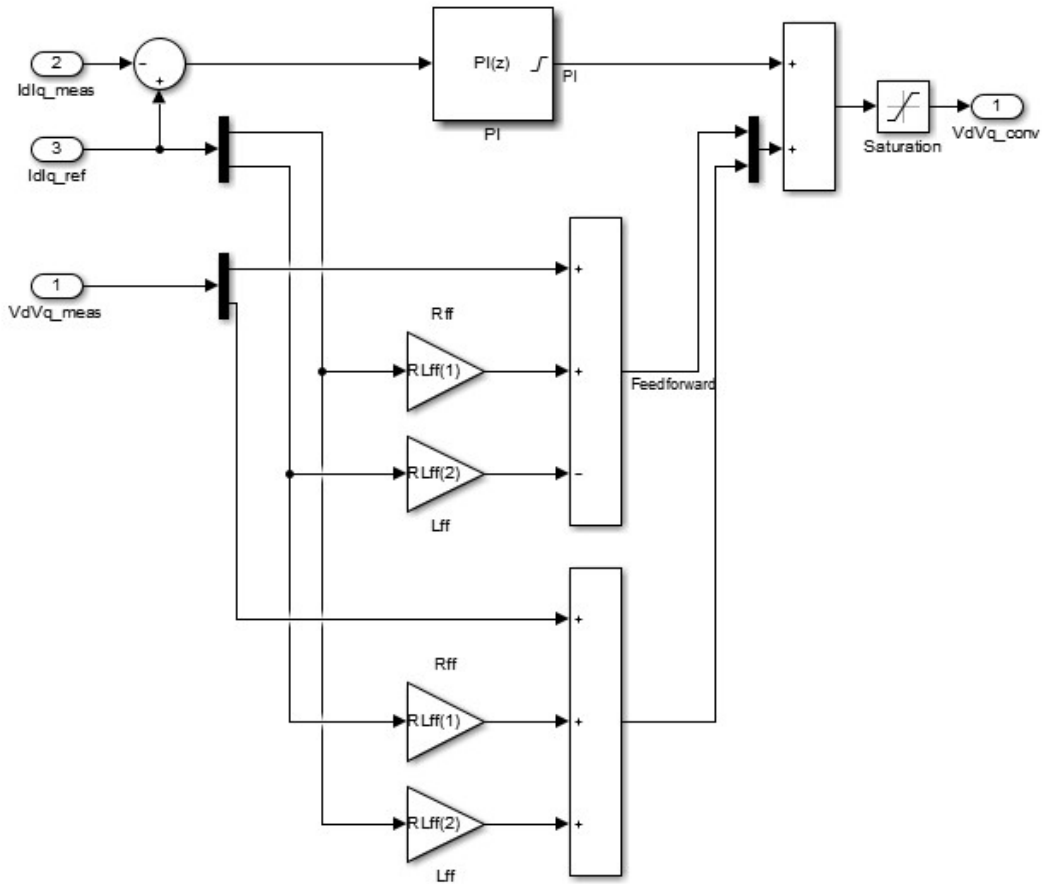 2
IdIq_meas
-
+
PI(z)
PI
PI
+
+
Saturation
1
VdVq_conv
3
IdIq_ref
1
VdVq_meas
+
Rff
RLff(1)
+
Feedforward
RLff(2)
-
Lff
+
Rff
RLff(1)
+
RLff(2)
+
Lff